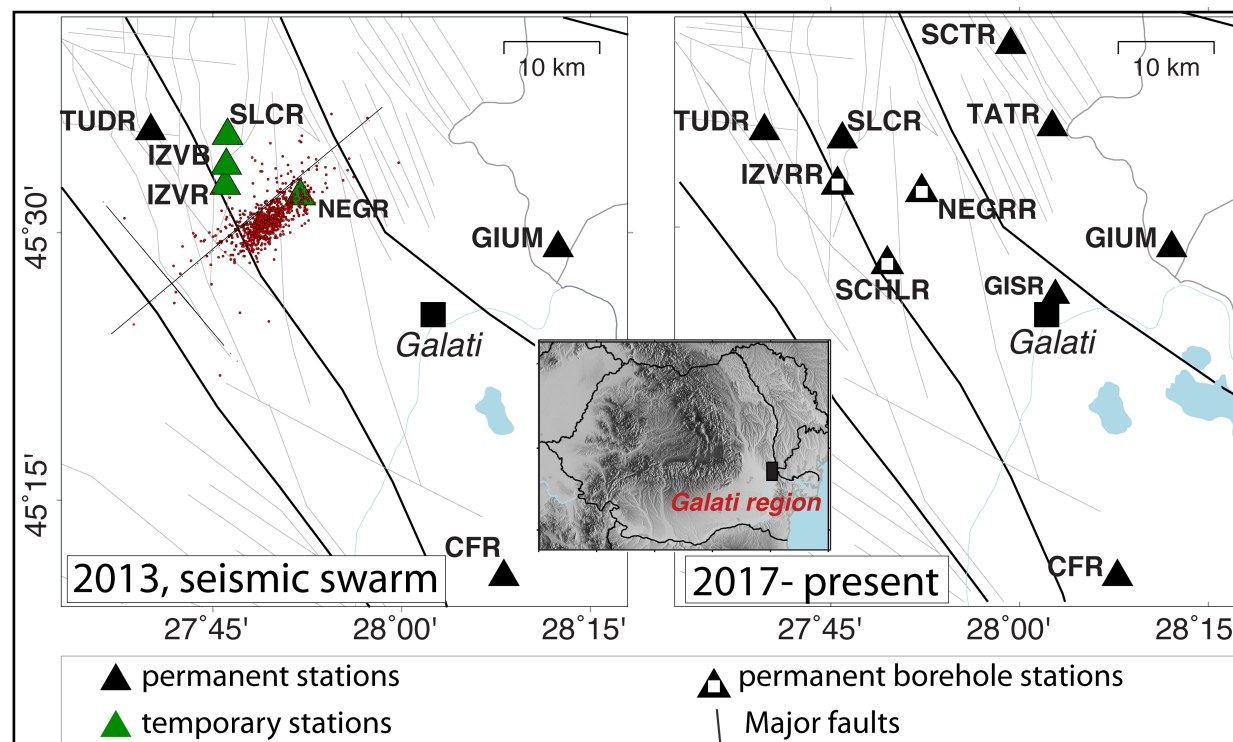 SCTR
10 km
10 km
TUDR
SLCR
TUDR
SLCR
TATR
IZVB
IZVR
IZVRR
NEGR
NEGRR
45°30'
GIUM
GIUM
SCHLR
GISR
Galati
Galati
45°15'
Galati region
CFR
CFR
2013, seismic swarm
2017- present
27°45'
28°00'
28°15'
27°45'
28°00'
28°15'
permanent stations
permanent borehole stations
temporary stations
Major faults